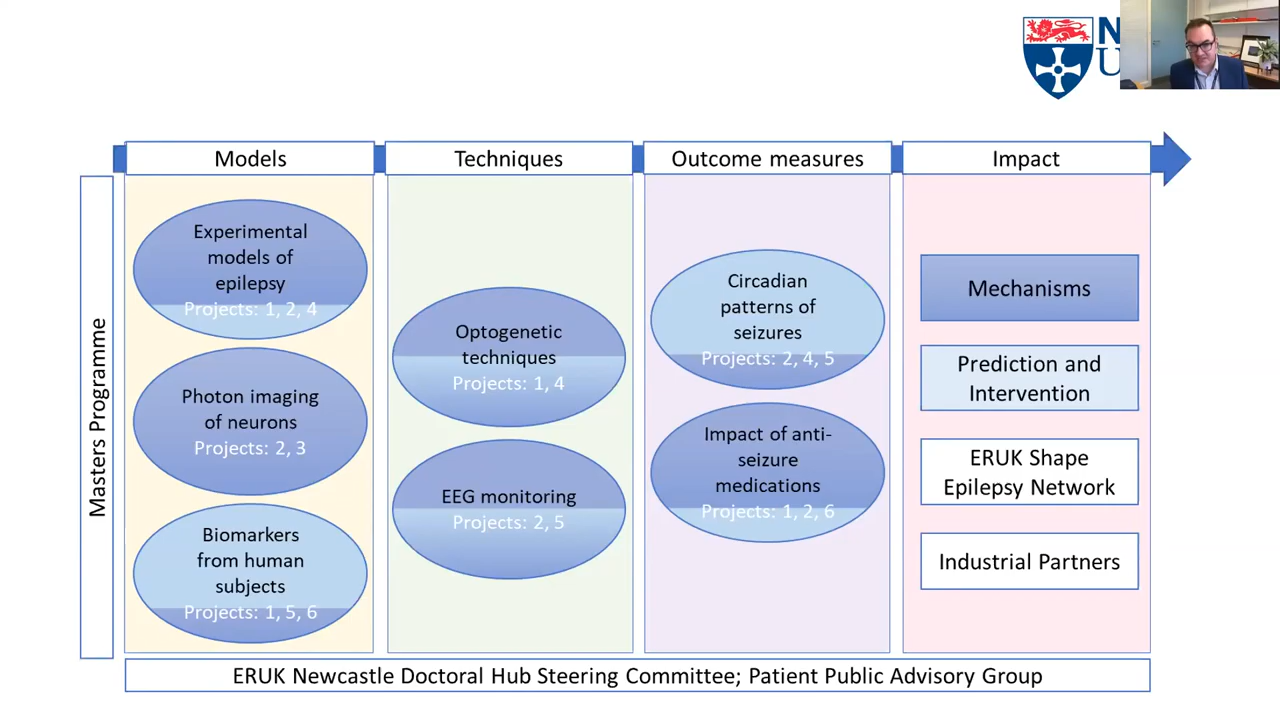 N
U
Models
Techniques
Outcome measures
Impact
Masters Programme
Experimental
models of
epilepsy
Projects: 1, 2, 4
Photon imaging
of neurons
Projects: 2, 3
Biomarkers
from human
subjects
Projects: 1, 5, 6
Optogenetic
techniques
Projects: 1, 4
EEG monitoring
Projects: 2, 5
Circadian
patterns of
seizures
Projects: 2, 4, 5
Impact of anti-
seizure
medications
Projects: 1, 2, 6
Mechanisms
Prediction and
Intervention
ERUK Shape
Epilepsy Network
Industrial Partners
ERUK Newcastle Doctoral Hub Steering Committee; Patient Public Advisory Group